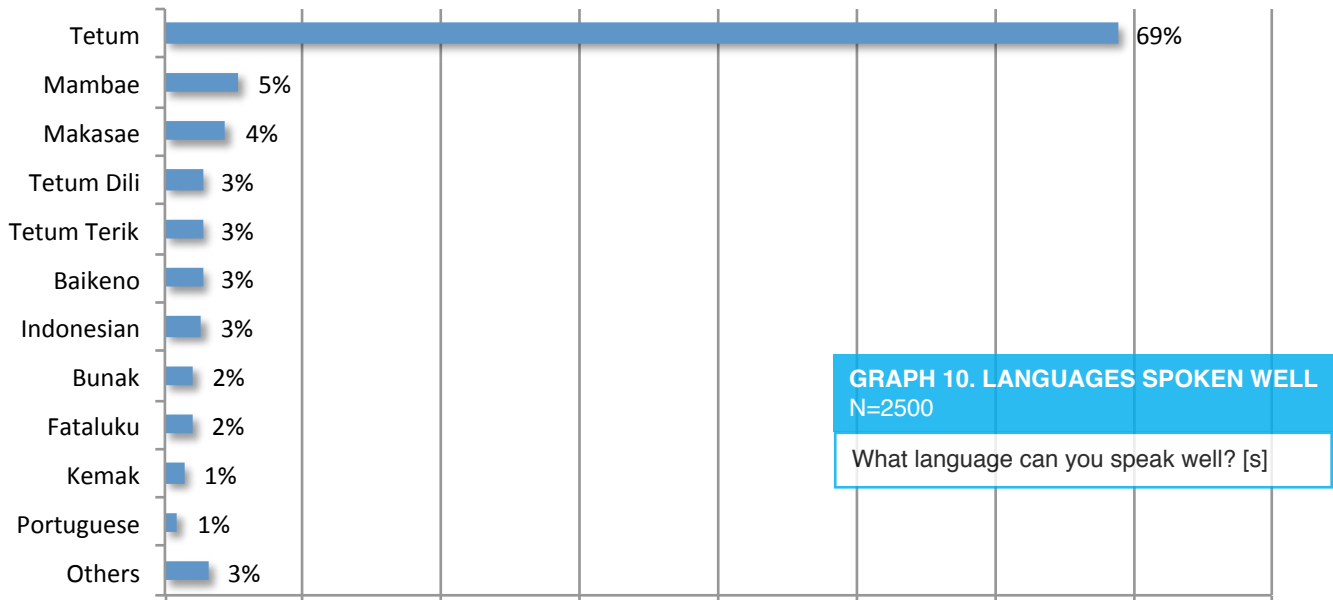 Tetum 69%
Mambae 5%
Makasae 4%
Tetum Dili 3%
Tetum Terik 3%
Baikeno 3%
Indonesian 3%
Bunak 2%
Fataluku 2%
Kemak 1%
Portuguese 1%
Others 3%
GRAPH 10. LANGUAGES SPOKEN WELL
N=2500
What language can you speak well? [s]